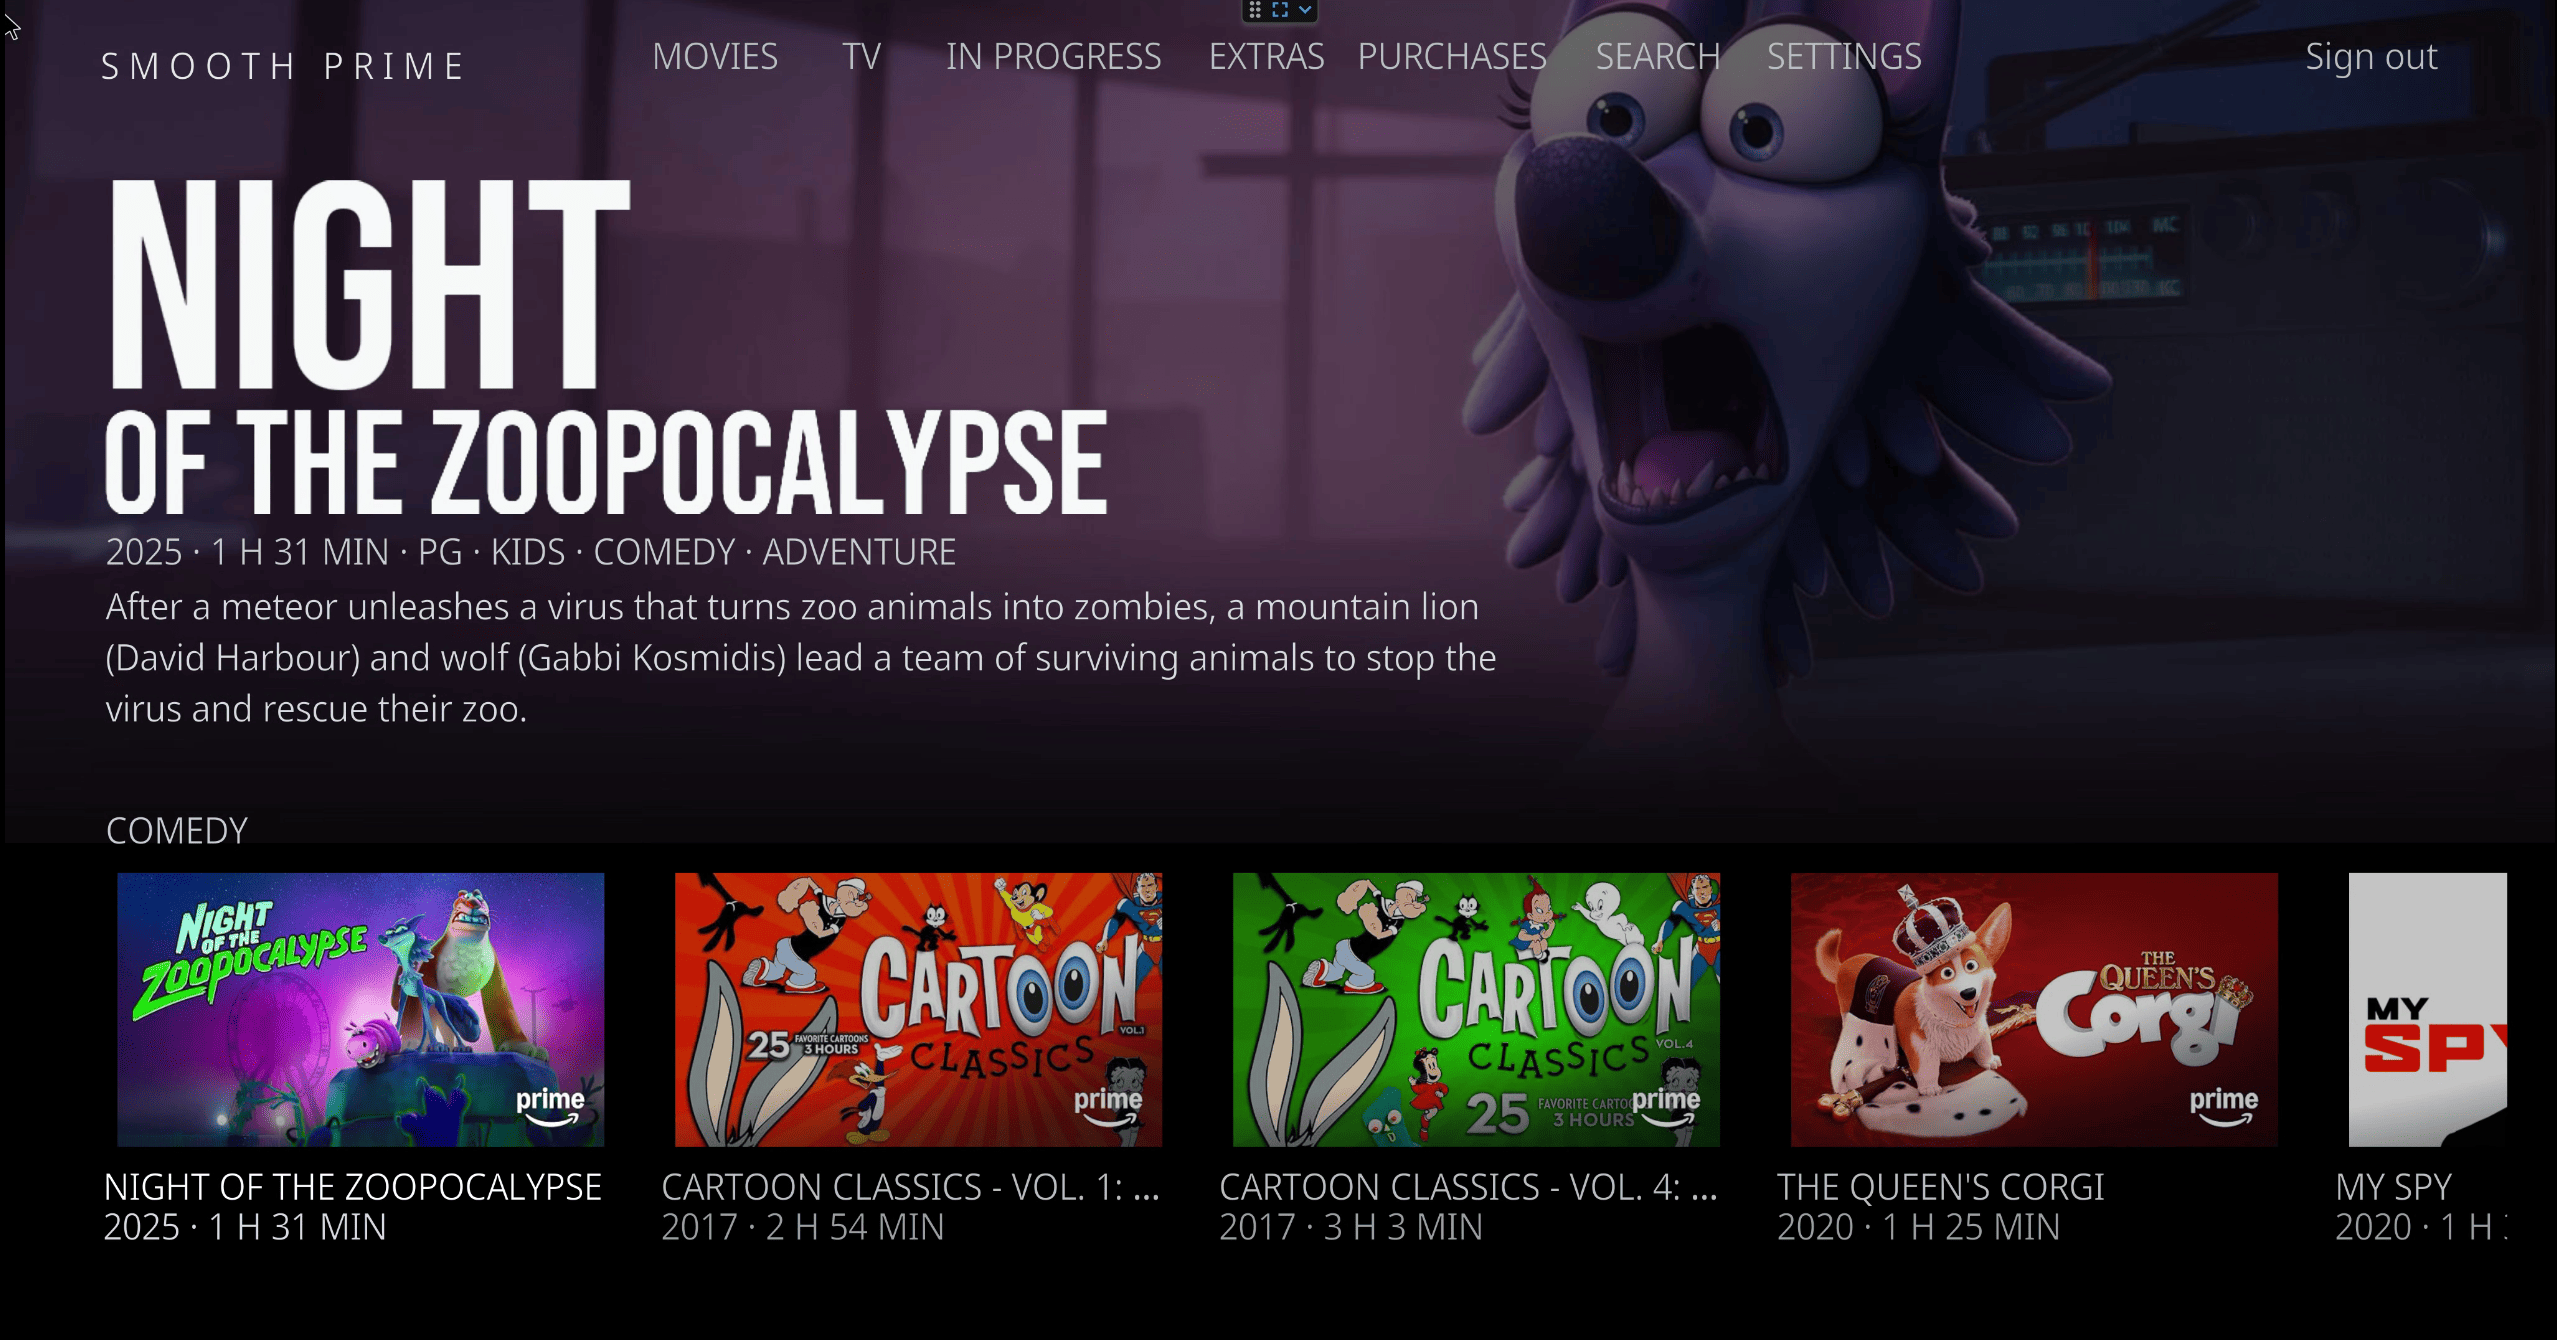 SMOOTH PRIME
MOVIES TV IN PROGRESS EXTRAS PURCHASES SEARCH SETTINGS
Sign out
NIGHT
OF THE ZOOPOCALYPSE
2025 · 1 H 31 MIN · PG · KIDS · COMEDY · ADVENTURE
After a meteor unleashes a virus that turns zoo animals into zombies, a mountain lion
(David Harbour) and wolf (Gabbi Kosmidis) lead a team of surviving animals to stop the
virus and rescue their zoo.
COMEDY
NIGHT
OF THE
ZOOPOCALYPSE
prime
CARTOON
VOL.1
CLASSICS
25 FAVORITE CARTOONS
3 HOURS
prime
CARTOON
VOL.4
CLASSICS
25 FAVORITE
3 HOURS
prime
THE
QUEEN'S
Corgi
prime
MY
SPY
NIGHT OF THE ZOOPOCALYPSE
2025 · 1 H 31 MIN
CARTOON CLASSICS - VOL. 1: ...
2017 · 2 H 54 MIN
CARTOON CLASSICS - VOL. 4: ...
2017 · 3 H 3 MIN
THE QUEEN'S CORGI
2020 · 1 H 25 MIN
MY SPY
2020 · 1 H